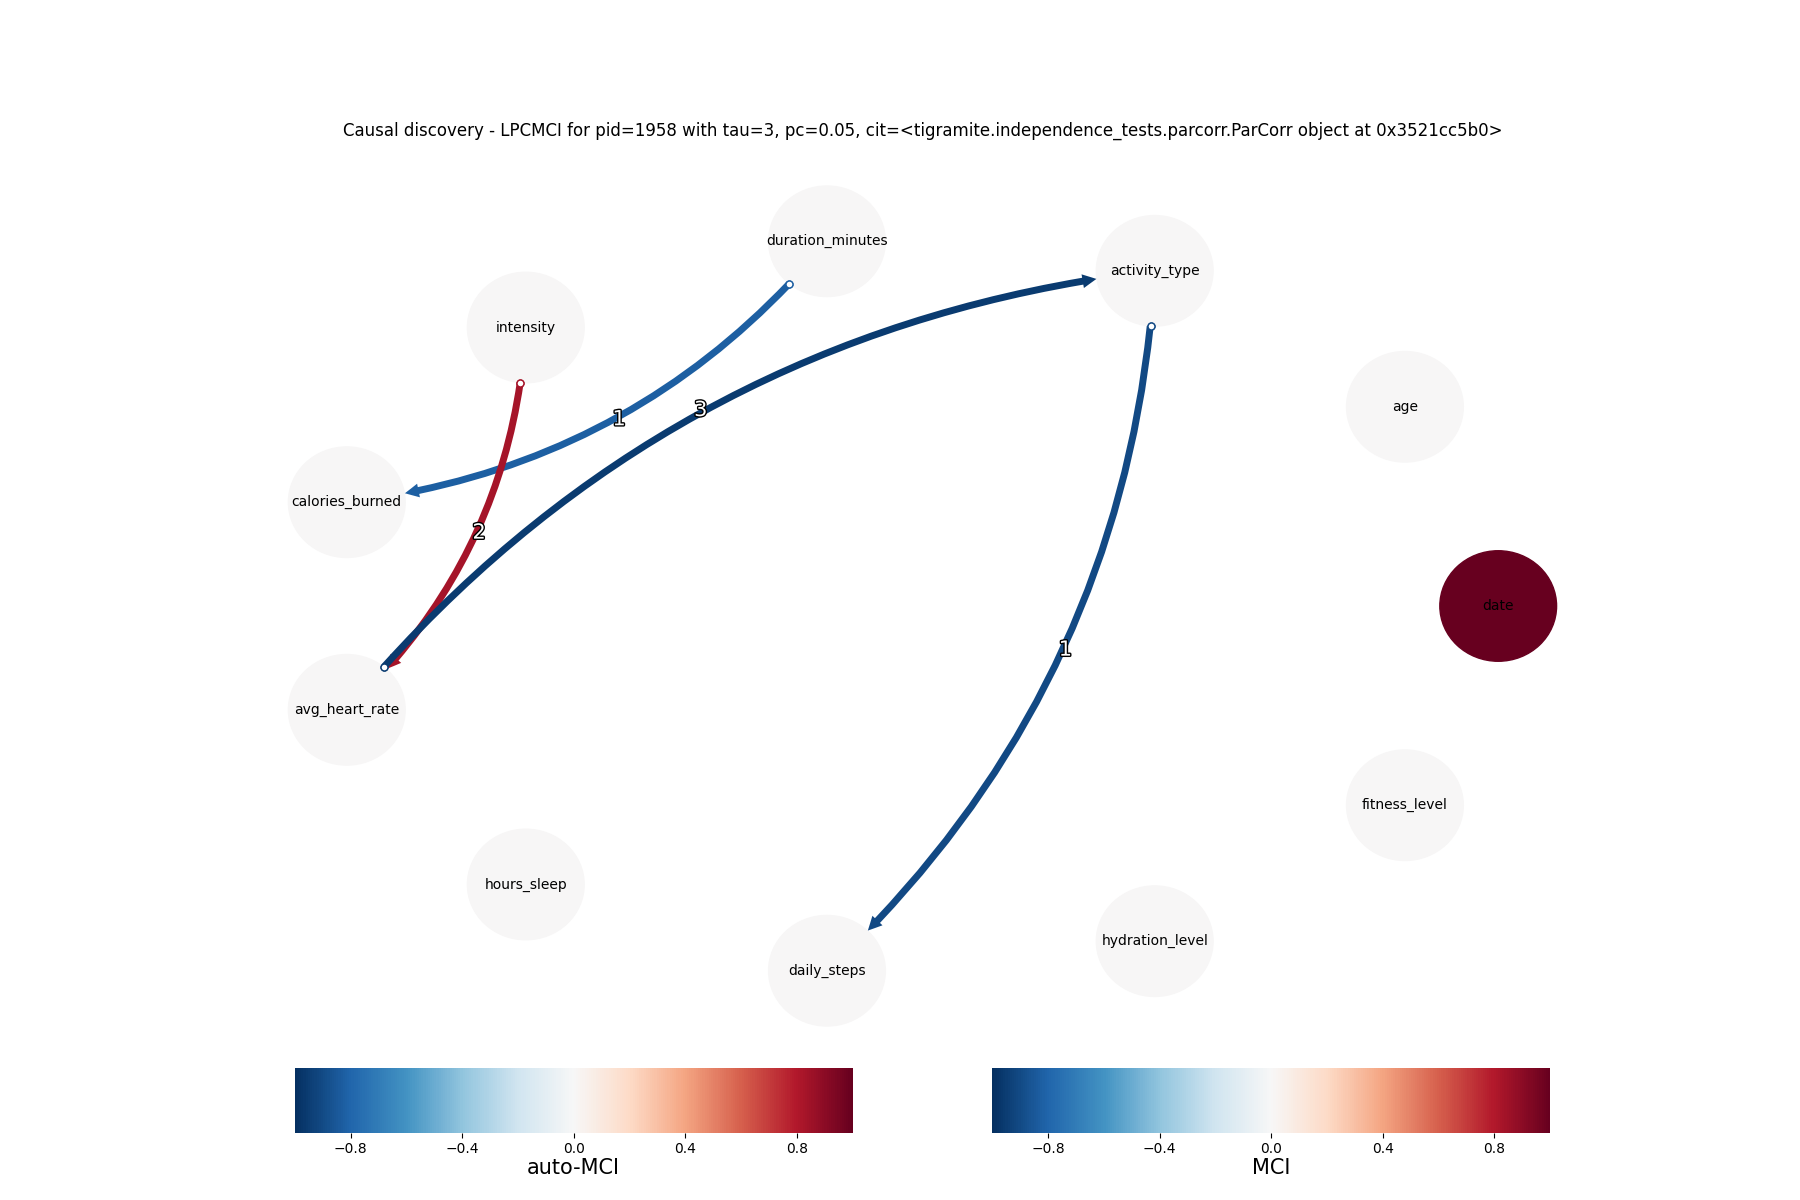 Causal discovery - LPCMCI for pid=1958 with tau=3, pc=0.05, cit=<tigramite.independence_tests.parcorr.ParCorr object at 0x3521cc5b0>
duration_minutes
activity_type
intensity
age
3
1
calories_burned
2
date
1
avg_heart_rate
fitness_level
hours_sleep
hydration_level
daily_steps
−0.8 −0.4 0.0 0.4 0.8
auto-MCI
−0.8 −0.4 0.0 0.4 0.8
MCI